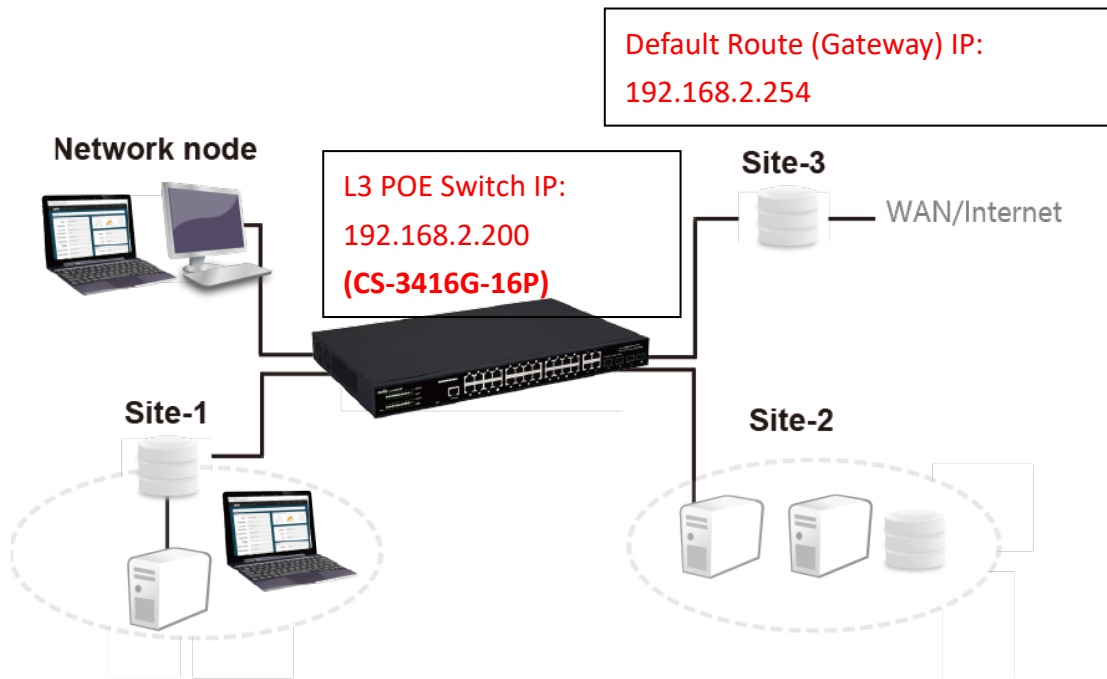 Default Route (Gateway) IP:
192.168.2.254
Network node
L3 POE Switch IP:
192.168.2.200
(CS-3416G-16P)
Site-3
WAN/Internet
Site-1
Site-2